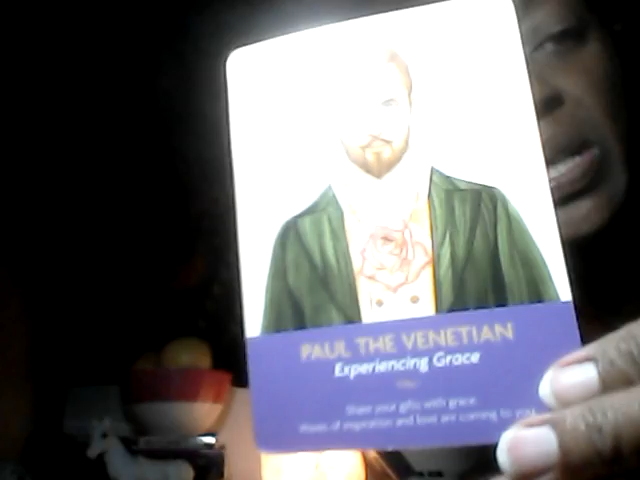 PAUL THE VENETIAN
Experiencing Grace
Share your gifts with grace.
Waves of inspiration and love are coming to you.